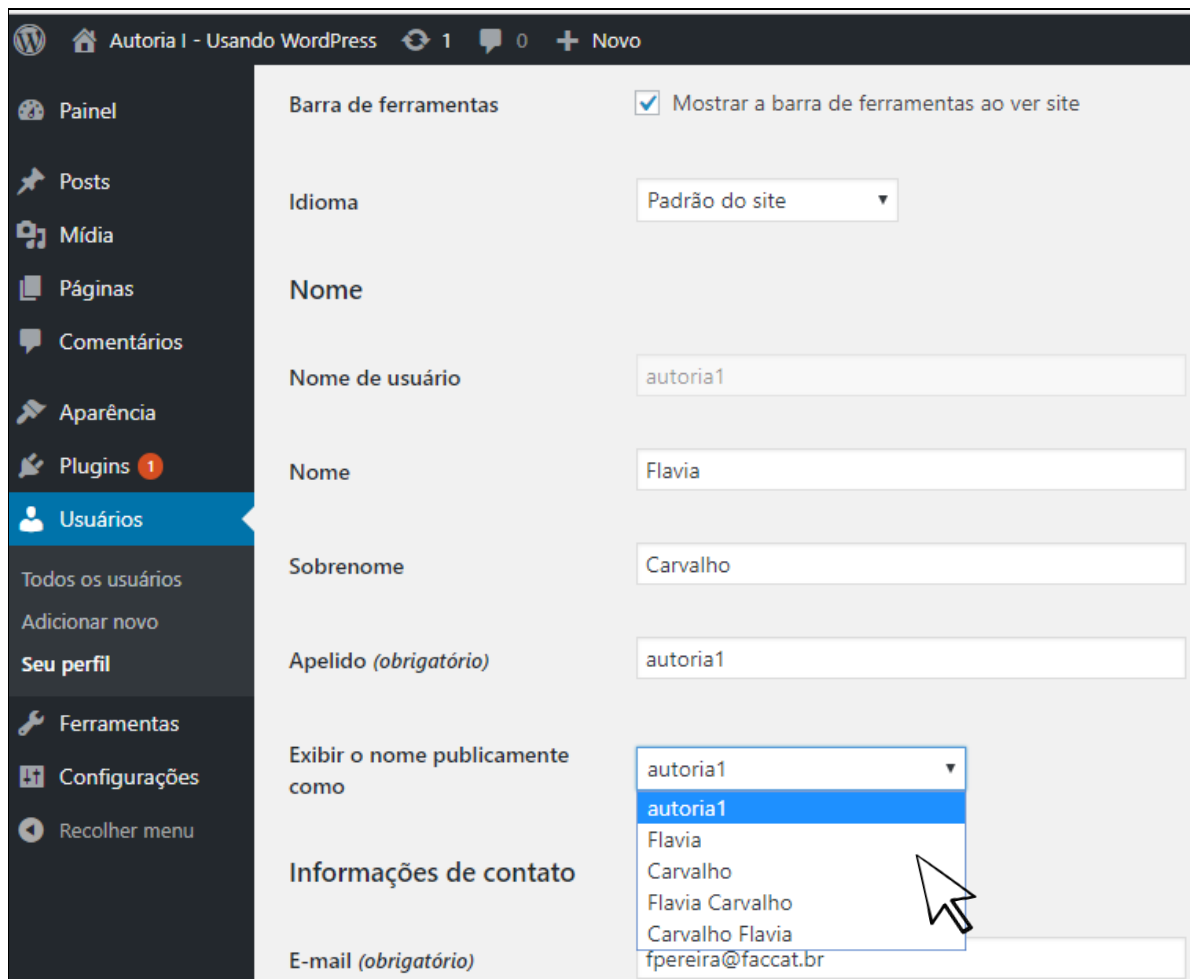 Autoria I - Usando WordPress 1 0 + Novo
Painel
Posts
Mídia
Páginas
Comentários
Aparência
Plugins 1
Usuários
Todos os usuários
Adicionar novo
Seu perfil
Ferramentas
Configurações
Recolher menu
Barra de ferramentas Mostrar a barra de ferramentas ao ver site
Idioma Padrão do site
Nome
Nome de usuário autoria1
Nome Flavia
Sobrenome Carvalho
Apelido (obrigatório) autoria1
Exibir o nome publicamente
como
autoria1
autoria1
Flavia
Carvalho
Flavia Carvalho
Carvalho Flavia
Informações de contato
E-mail (obrigatório) fpereira@faccat.br